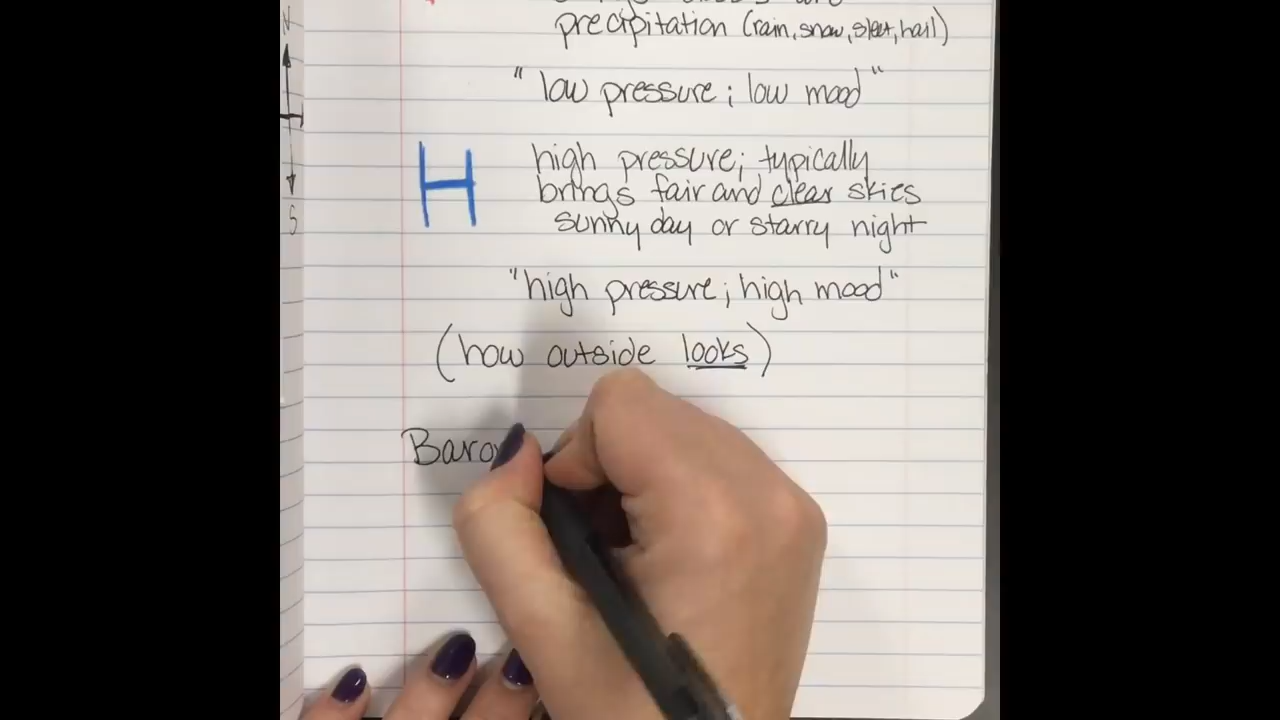 N
S
precipitation (rain, snow, sleet, hail)
"low pressure; low mood"
H
high pressure; typically
brings fair and clear skies
sunny day or starry night
"high pressure; high mood"
(how outside looks)
Baro